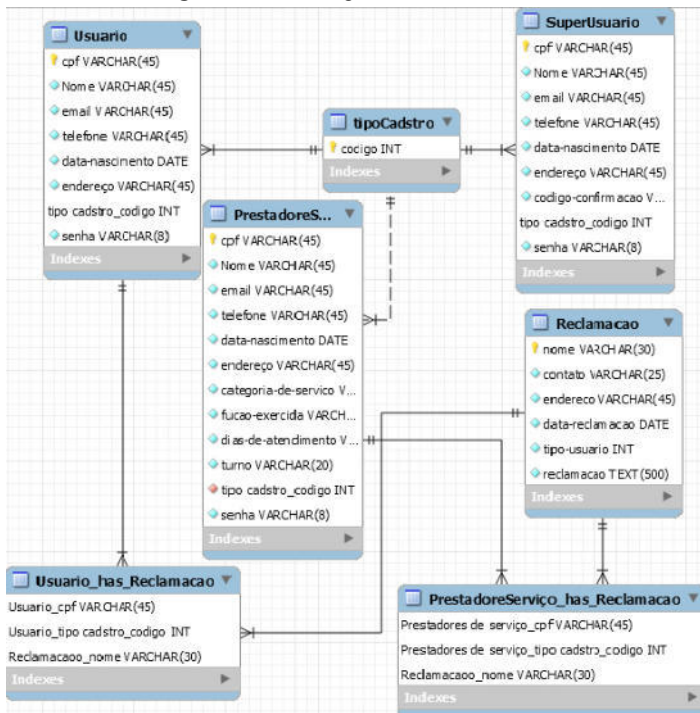 Usuario
cpf VARCHAR(45)
Nome VARCHAR(45)
email VARCHAR(45)
telefone VARCHAR(45)
data-nascimento DATE
endereço VARCHAR(45)
tipo cadstro_codigo INT
senha VARCHAR(8)
Indexes
tipoCadstro
cocigo INT
Indexes
SuperUsuario
cpf VARCHAR(45)
Nome VARCHAR(45)
email VARCHAR(45)
telefone VARCHAR(45)
data-nascimento DATE
endereço VARCHAR(45)
codigo-confirmacao V...
tipo cadstro_codigo INT
senha VARCHAR(8)
Indexes
PrestadoreS...
cpf VARCHAR(45)
Nome VARCHAR(45)
email VARCHAR(45)
telefone VARCHAR(45)
data-nascimento DATE
endereço VARCHAR(45)
categoria-de-servico V...
fucao-exercida VARCH...
dias-de-atendimento V...
turno VARCHAR(20)
tipo cadstro_codigo INT
senha VARCHAR(8)
Indexes
Reclamacao
nome VARCHAR(30)
contato VARCHAR(25)
endereco VARCHAR(45)
data-reclamacao DATE
tipo-usuario INT
reclamacao TEXT(500)
Indexes
Usuario_has_Reclamacao
Usuario_cpf VARCHAR(45)
Usuario_tipo cadstro_codigo INT
Reclamacaoo_nome VARCHAR(30)
Indexes
PrestadoreServiço_has_Reclamacao
Prestadores de serviço_cpf VARCHAR(45)
Prestadores de serviço_tipo cadstro_codigo INT
Reclamacaoo_nome VARCHAR(30)
Indexes